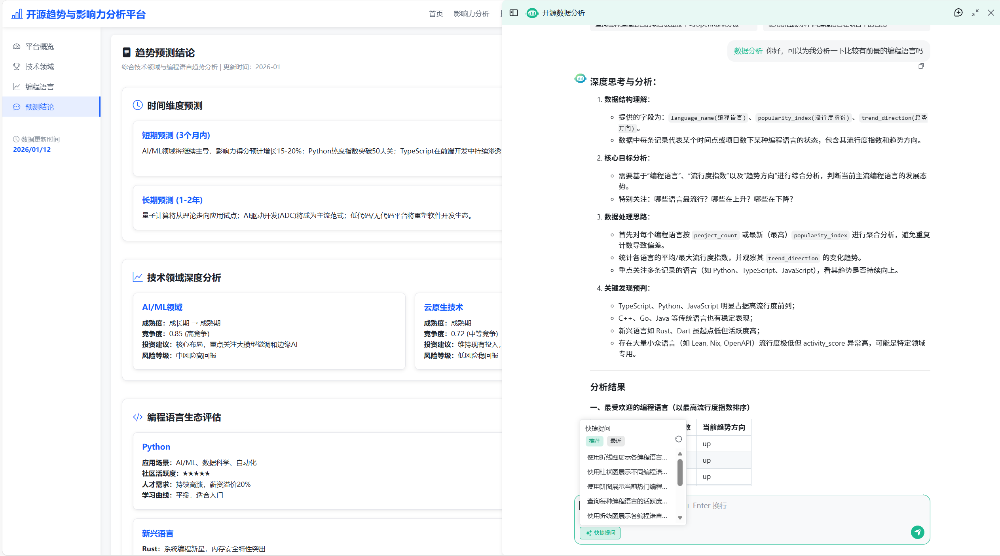 开源趋势与影响力分析平台
首页
影响力分析
平台概览
技术领域
编程语言
预测结论
数据更新时间
2026/01/12
趋势预测结论
综合技术领域与编程语言趋势分析 | 更新时间：2026-01
时间维度预测
短期预测 (3个月内)
AI/ML领域将继续主导，影响力得分预计增长15-20%；Python热度指数突破50大关；TypeScript在前端开发中持续渗透
长期预测 (1-2年)
量子计算将从理论走向应用试点；AI驱动开发(ADC)将成为主流范式；低代码/无代码平台将重塑软件开发生态。
技术领域深度分析
AI/ML领域
成熟度：成长期 → 成熟期
竞争度：0.85 (高竞争)
投资建议：核心布局，重点关注大模型微调和边缘AI
风险等级：中风险高回报
云原生技术
成熟度：成熟期
竞争度：0.72 (中等竞争)
投资建议：维持现有投入，
风险等级：低风险稳回报
编程语言生态评估
Python
应用场景：AI/ML、数据科学、自动化
社区活跃度：★★★★★
人才需求：持续高涨，薪资溢价20%
学习曲线：平缓，适合入门
新兴语言
Rust：系统编程新星，内存安全特性突出
开源数据分析
数据分析 你好，可以为我分析一下比较有前景的编程语言吗
深度思考与分析：
1. 数据结构理解：
提供的字段为：language_name(编程语言)、popularity_index(流行度指数)、trend_direction(趋势
方向)。
数据中每条记录代表某个时间点或项目数下某种编程语言的状态，包含其流行度指数和趋势方向。
2. 核心目标分析：
需要基于“编程语言”、“流行度指数”以及“趋势方向”进行综合分析，判断当前主流编程语言的发展态
势。
特别关注：哪些语言最流行？哪些在上升？哪些在下降？
3. 数据处理思路：
首先对每个编程语言按 project_count 或最新（最高）popularity_index 进行聚合分析，避免重复
计数导致偏差。
统计各语言的平均/最大流行度指数，并观察其 trend_direction 的变化趋势。
重点关注多条记录的语言（如 Python、TypeScript、JavaScript），看其趋势是否持续向上。
4. 关键发现预判：
TypeScript、Python、JavaScript 明显占据高流行度前列；
C++、Go、Java 等传统语言也有稳定表现；
新兴语言如 Rust、Dart 虽起点低但活跃度高；
存在大量小众语言（如 Lean, Nix, OpenAPI）流行度极低但 activity_score 异常高，可能是特定领域
专用。
分析结果
一、最受欢迎的编程语言（以最高流行度指数排序）
数
当前趋势方向
up
up
up
快捷提问
推荐
最近
使用折线图展示各编程语言...
使用柱状图展示不同编程语...
使用饼图展示当前热门编程...
查询每种编程语言的活跃度...
使用折线图展示各编程语言...
+ Enter 换行
快捷提问